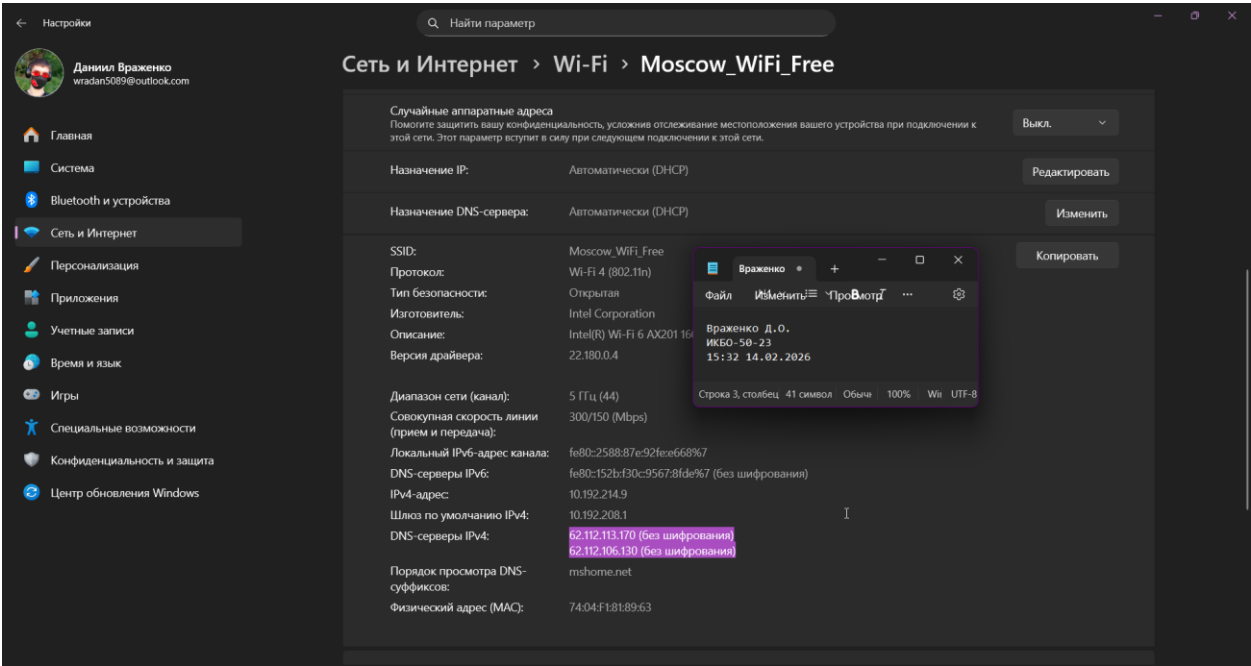 Настройки
Найти параметр
Даниил Враженко
wradan5089@outlook.com
Главная
Система
Bluetooth и устройства
Сеть и Интернет
Персонализация
Приложения
Учетные записи
Время и язык
Игры
Специальные возможности
Конфиденциальность и защита
Центр обновления Windows
Сеть и Интернет > Wi-Fi > Moscow_WiFi_Free
Случайные аппаратные адреса
Помогите защитить вашу конфиденциальность, усложнив отслеживание местоположения вашего устройства при подключении к
этой сети. Этот параметр вступит в силу при следующем подключении к этой сети.
Выкл.
Назначение IP: Автоматически (DHCP) Редактировать
Назначение DNS-сервера: Автоматически (DHCP) Изменить
SSID: Moscow_WiFi_Free Копировать
Протокол: Wi-Fi 4 (802.11n)
Тип безопасности: Открытая
Изготовитель: Intel Corporation
Описание: Intel(R) Wi-Fi 6 AX201 16
Версия драйвера: 22.180.0.4
Диапазон сети (канал): 5 ГГц (44)
Совокупная скорость линии 300/150 (Mbps)
(прием и передача):
Локальный IPv6-адрес канала: fe80::2588:87e:92fe:e668%7
DNS-серверы IPv6: fe80::152b:f30c:9567:8fde%7 (без шифрования)
IPv4-адрес: 10.192.214.9
Шлюз по умолчанию IPv4: 10.192.208.1
DNS-серверы IPv4: 62.112.113.170 (без шифрования)
62.112.106.130 (без шифрования)
Порядок просмотра DNS- mshome.net
суффиксов:
Физический адрес (MAC): 74:04:F1:81:89:63
Враженко
Файл Изменить Просмотр
Враженко Д.О.
ИКБО-50-23
15:32 14.02.2026
Строка 3, столбец 41 символ Обыч 100% Wi UTF-8